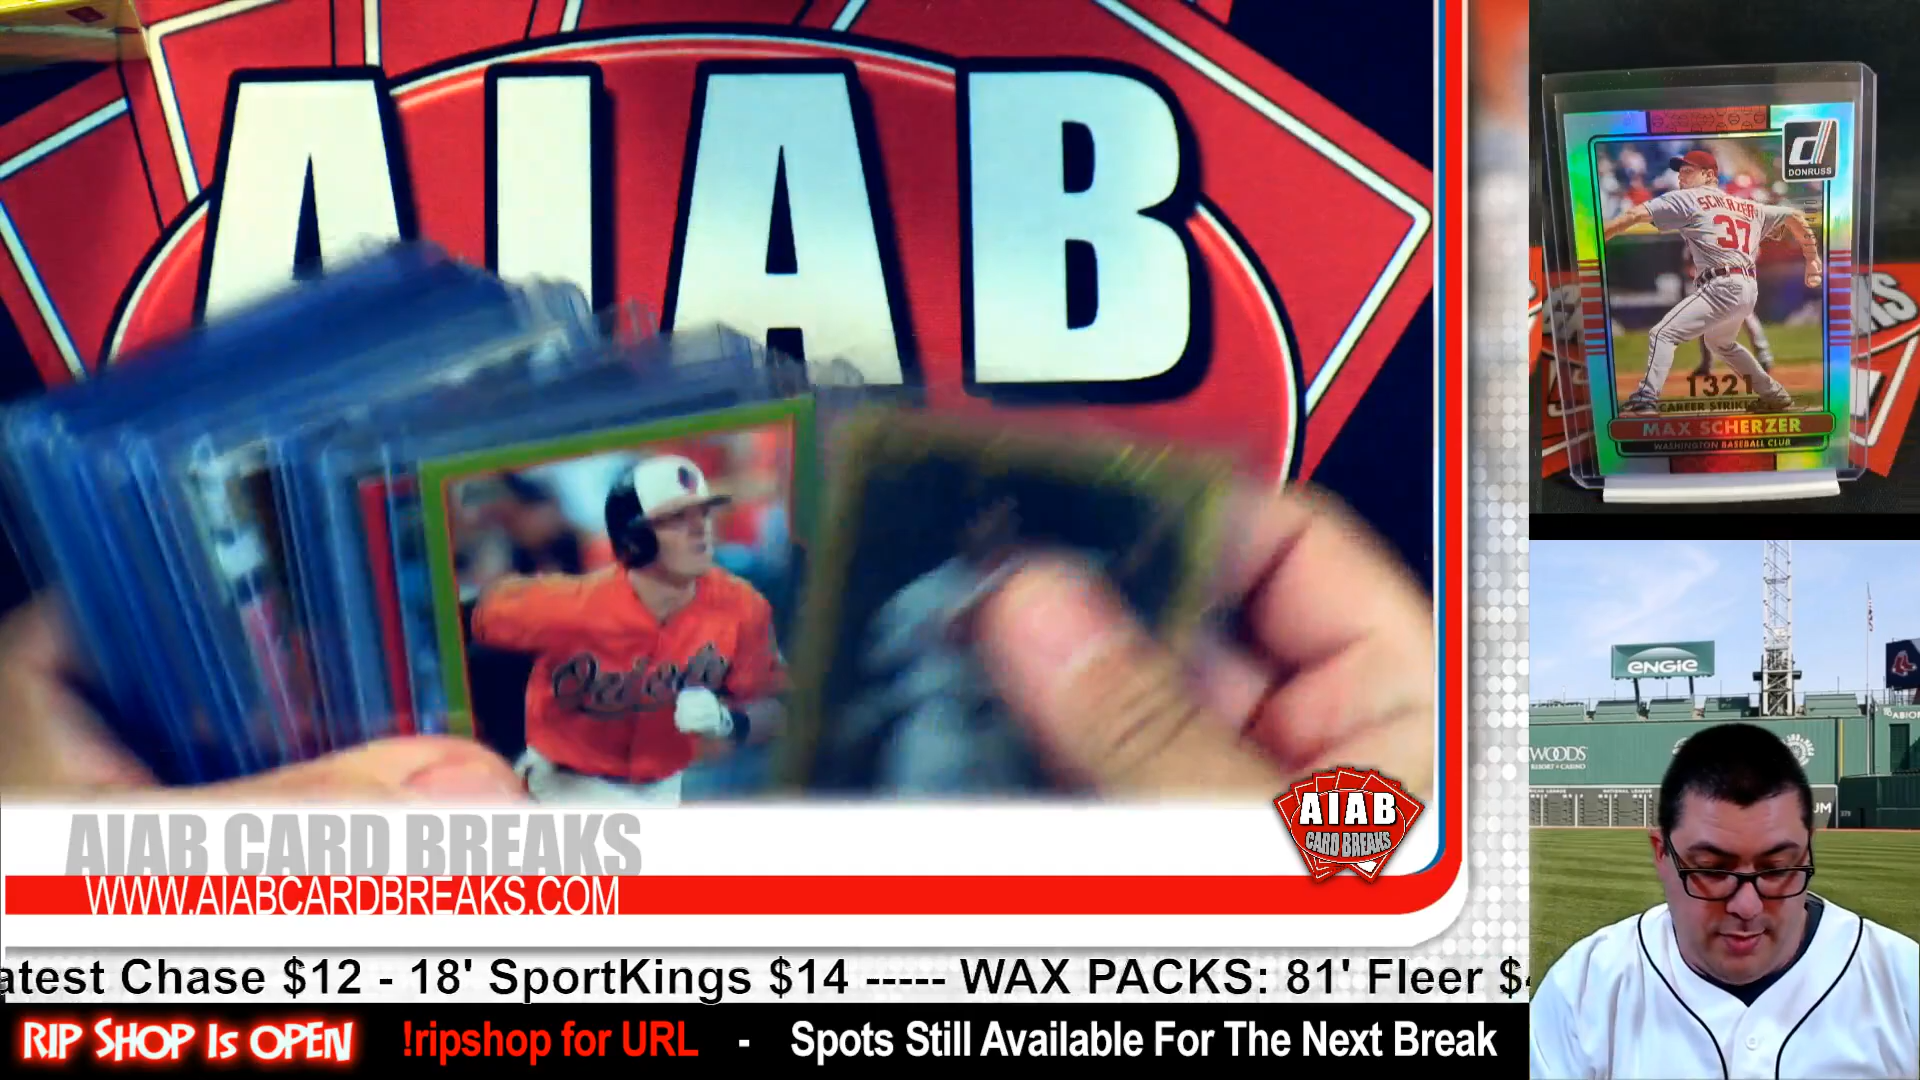 AIAB
Orioles
DONRUSS
SCHERZER
37
1321
MAX SCHERZER
WASHINGTON BASEBALL CLUB
ENGIE
WOODS
AIAB
CARD BREAKS
AIAB CARD BREAKS
WWW.AIABCARDBREAKS.COM
atest Chase $12 - 18' SportKings $14 ----- WAX PACKS: 81' Fleer $
RIP SHOP IS OPEN
!ripshop for URL - Spots Still Available For The Next Break